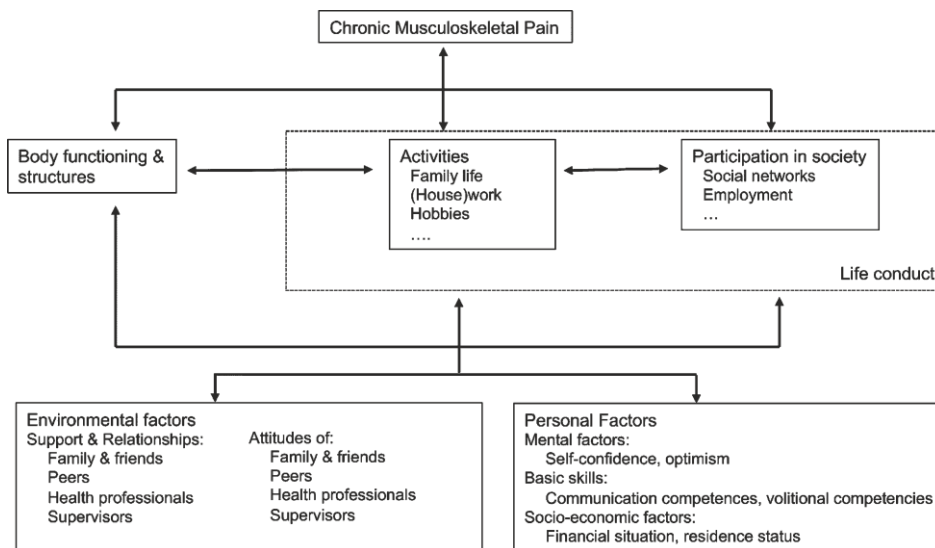 Chronic Musculoskeletal Pain
Body functioning &
structures
Activities
Family life
(House)work
Hobbies
....
Participation in society
Social networks
Employment
...
Life conduct
Environmental factors
Support & Relationships:
Family & friends
Peers
Health professionals
Supervisors
Attitudes of:
Family & friends
Peers
Health professionals
Supervisors
Personal Factors
Mental factors:
Self-confidence, optimism
Basic skills:
Communication competences, volitional competencies
Socio-economic factors:
Financial situation, residence status